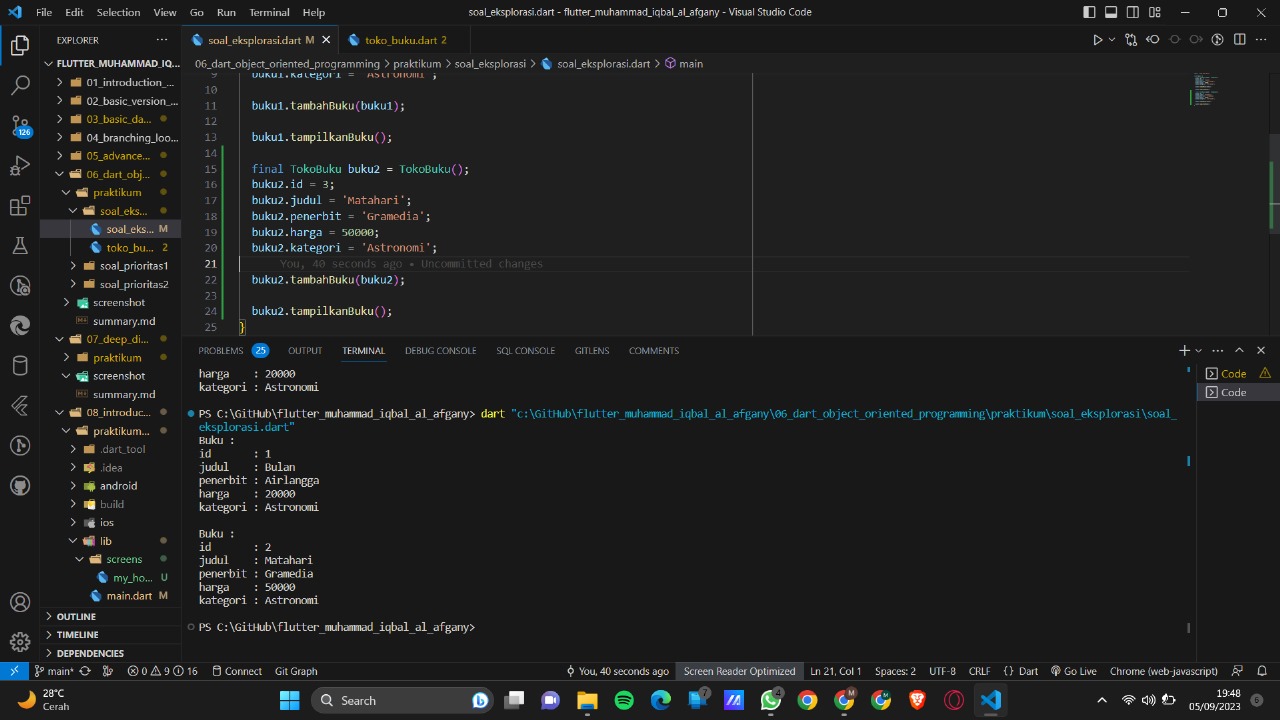 File Edit Selection View Go Run Terminal Help
soal_eksplorasi.dart - flutter_muhammad_iqbal_al_afgany - Visual Studio Code
EXPLORER
FLUTTER_MUHAMMAD_IQ...
01_introduction_...
02_basic_version_...
03_basic_da...
04_branching_loo...
05_advance...
06_dart_obj...
praktikum
soal_eks...
soal_eks... M
toko_bu... 2
soal_prioritas1
soal_prioritas2
screenshot
summary.md
07_deep_di...
praktikum
screenshot
summary.md
08_introduc...
praktikum...
.dart_tool
.idea
android
build
ios
lib
screens
my_ho... U
main.dart M
OUTLINE
TIMELINE
DEPENDENCIES
126
soal_eksplorasi.dart M
toko_buku.dart 2
06_dart_object_oriented_programming > praktikum > soal_eksplorasi > soal_eksplorasi.dart > main
9 buku1.kategori = 'Astronomi';
10
11 buku1.tambahBuku(buku1);
12
13 buku1.tampilkanBuku();
14
15 final TokoBuku buku2 = TokoBuku();
16 buku2.id = 3;
17 buku2.judul = 'Matahari';
18 buku2.penerbit = 'Gramedia';
19 buku2.harga = 50000;
20 buku2.kategori = 'Astronomi';
21 You, 40 seconds ago • Uncommitted changes
22 buku2.tambahBuku(buku2);
23
24 buku2.tampilkanBuku();
25 }
PROBLEMS 25 OUTPUT TERMINAL DEBUG CONSOLE SQL CONSOLE GITLENS COMMENTS
harga : 20000
kategori : Astronomi
PS C:\GitHub\flutter_muhammad_iqbal_al_afgany> dart "c:\GitHub\flutter_muhammad_iqbal_al_afgany\06_dart_object_oriented_programming\praktikum\soal_eksplorasi\soal_
eksplorasi.dart"
Buku :
id : 1
judul : Bulan
penerbit : Airlangga
harga : 20000
kategori : Astronomi
Buku :
id : 2
judul : Matahari
penerbit : Gramedia
harga : 50000
kategori : Astronomi
PS C:\GitHub\flutter_muhammad_iqbal_al_afgany>
Code
Code
main* 0 9 16 Connect Git Graph
You, 40 seconds ago Screen Reader Optimized Ln 21, Col 1 Spaces: 2 UTF-8 CRLF { } Dart Go Live Chrome (web-javascript)
28°C
Cerah
Search
7
4
M
M
19:48
05/09/2023
6